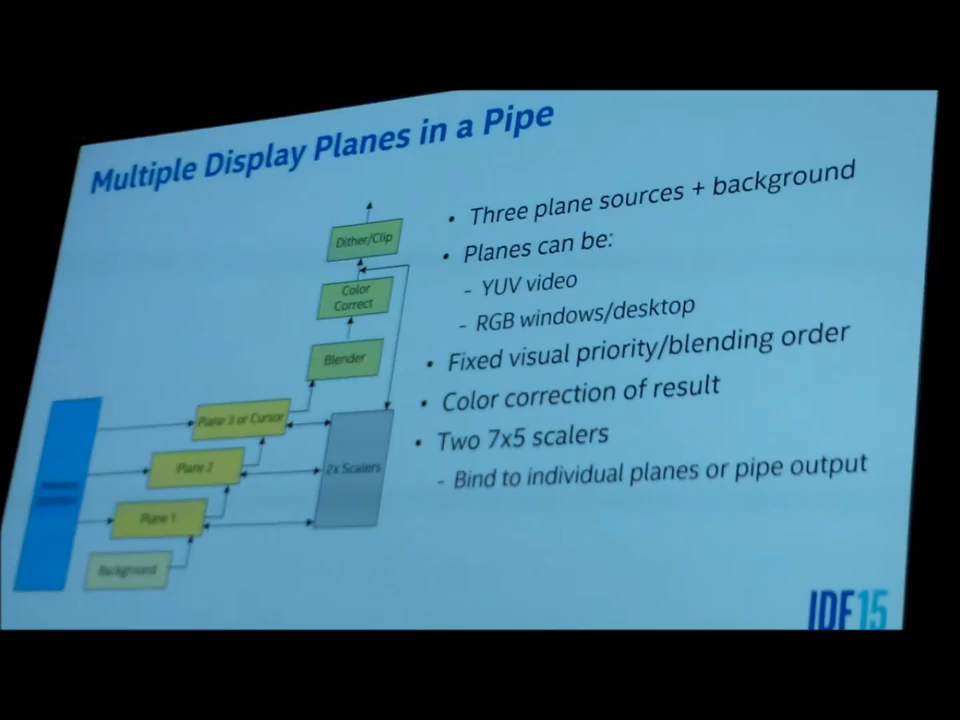 Multiple Display Planes in a Pipe
• Three plane sources + background
• Planes can be:
- YUV video
- RGB windows/desktop
• Fixed visual priority/blending order
• Color correction of result
• Two 7x5 scalers
- Bind to individual planes or pipe output
Dither/Clip
Color
Correct
Blender
Plane 3 or Cursor
Plane 2
Plane 1
Background
2x Scalers
IDF15